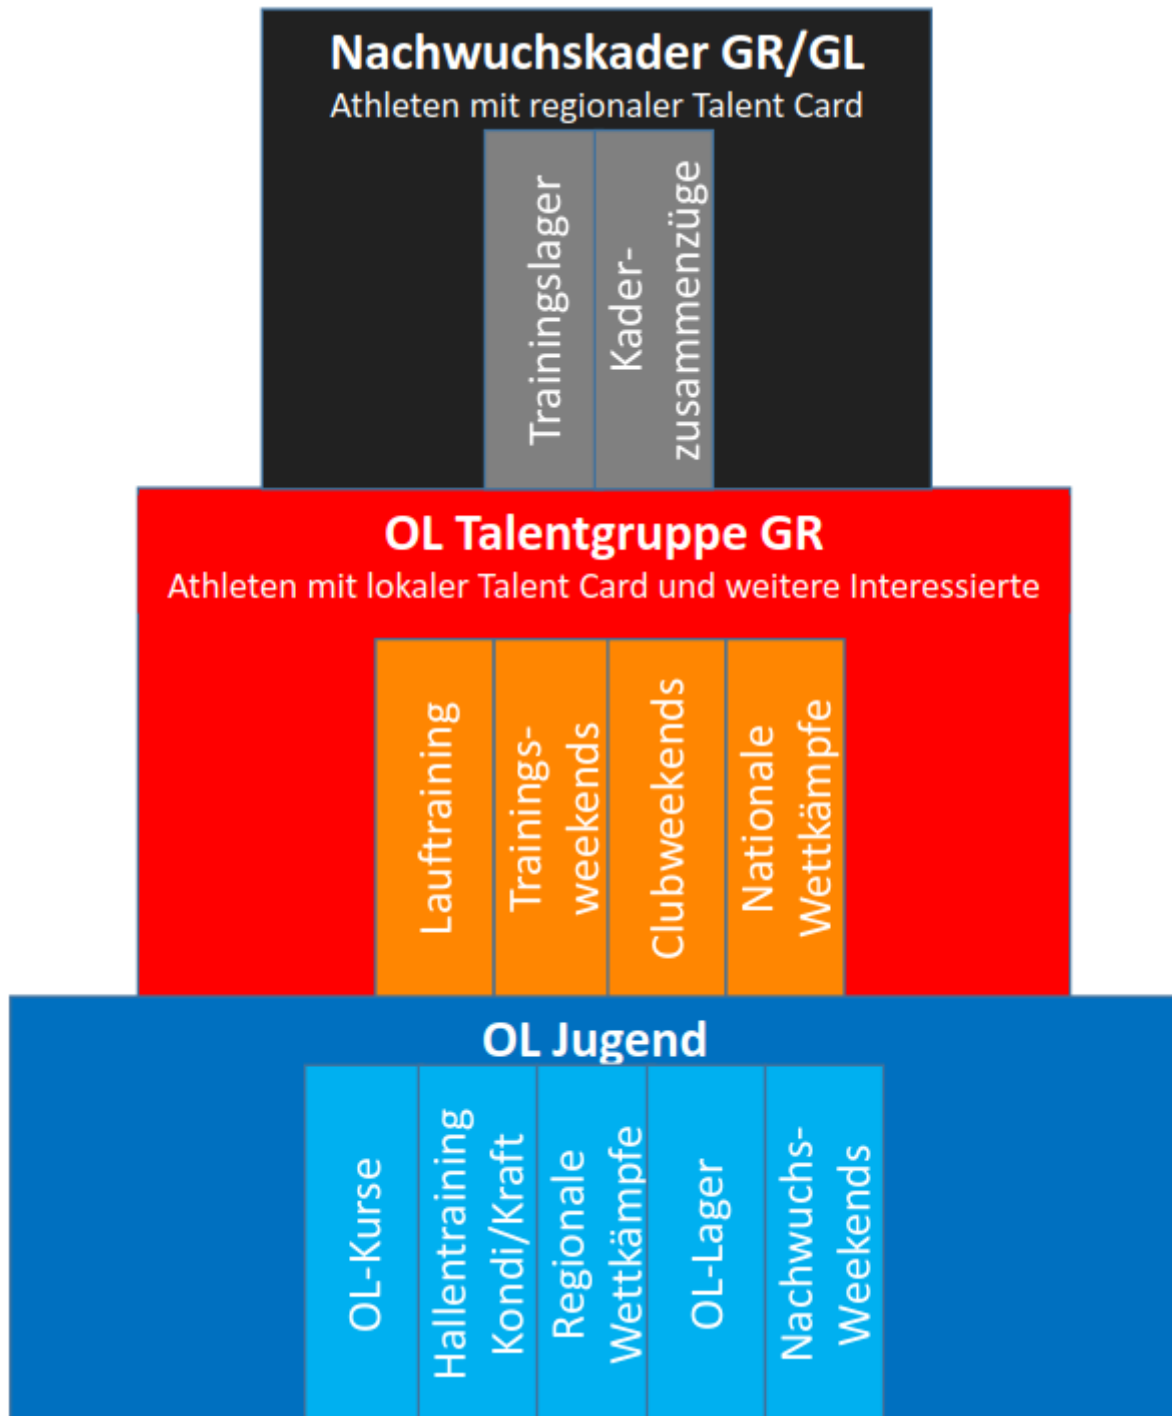 Nachwuchskader GR/GL
Athleten mit regionaler Talent Card
Trainingslager
Kader-
zusammenzüge
OL Talentgruppe GR
Athleten mit lokaler Talent Card und weitere Interessierte
Lauftraining
Trainings-
weekends
Clubweekends
Nationale
Wettkämpfe
OL Jugend
OL-Kurse
Hallentraining
Kondi/Kraft
Regionale
Wettkämpfe
OL-Lager
Nachwuchs-
Weekends